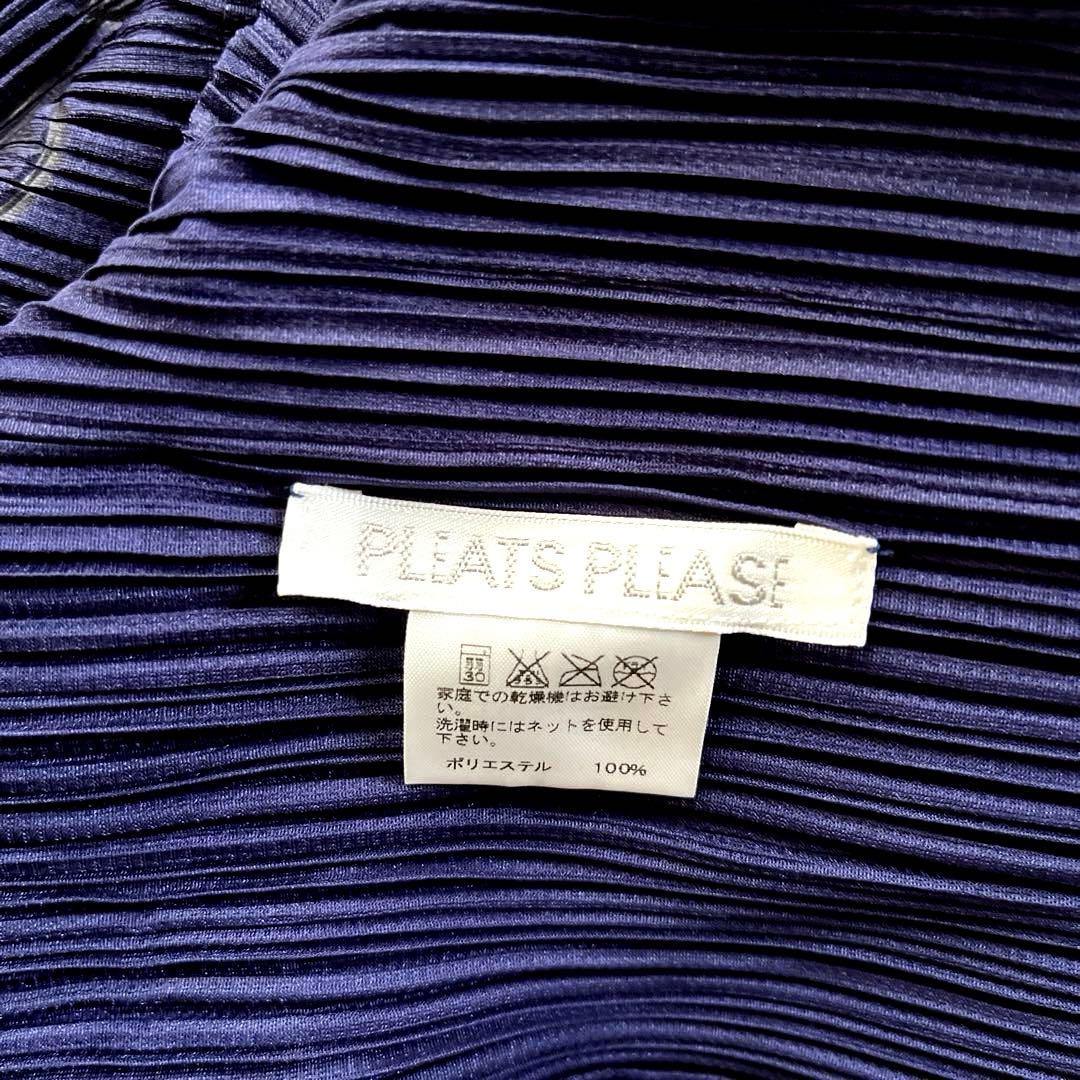 PLEATS PLEASE
30
家庭での乾燥機はお避け下さ
い。
洗濯時にはネットを使用して
下さい。
ポリエステル 100%